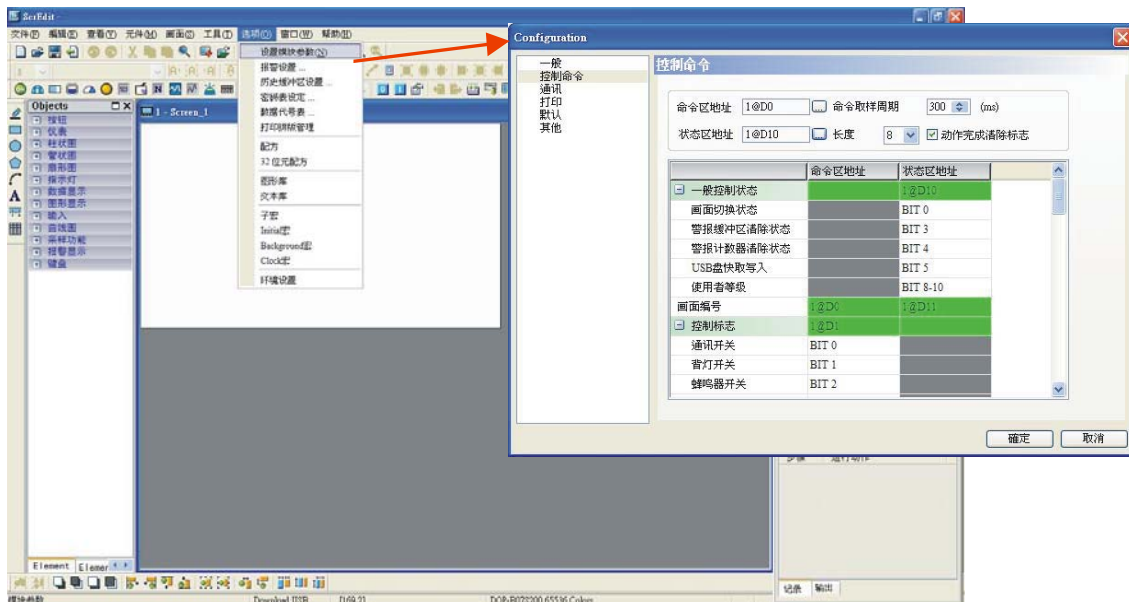 ScrEdit -
文件(F) 编辑(E) 查看(V) 元件(M) 画面(S) 工具(T) 选项(O) 窗口(W) 帮助(H)
设置模块参数(N)
报警设置 ...
历史缓冲区设置 ...
密码表设定 ...
数据代号表 ...
打印排版管理
配方
32 位元配方
图形库
文本库
子宏
Initial宏
Background宏
Clock宏
环境设置
Objects
按钮
仪表
柱状图
管状图
扇形图
指示灯
数据显示
图形显示
输入
曲线图
采样功能
报警显示
键盘
1 - Screen_1
Element
Elemer
模块参数
Download:USB
[169,2]
65536 Colors
记录
输出
Configuration
一般
控制命令
通讯
打印
默认
其他
控制命令
命令区地址 1@D0 ... 命令取样周期 300 (ms)
状态区地址 1@D10 ... 长度 8 动作完成清除标志
命令区地址 状态区地址
一般控制状态 1@D10
画面切换状态 BIT 0
警报缓冲区清除状态 BIT 3
警报计数器清除状态 BIT 4
USB盘快取写入 BIT 5
使用者等级 BIT 8-10
画面编号 1@D0 1@D11
控制标志 1@D1
通讯开关 BIT 0
背灯开关 BIT 1
蜂鸣器开关 BIT 2
確定
取消